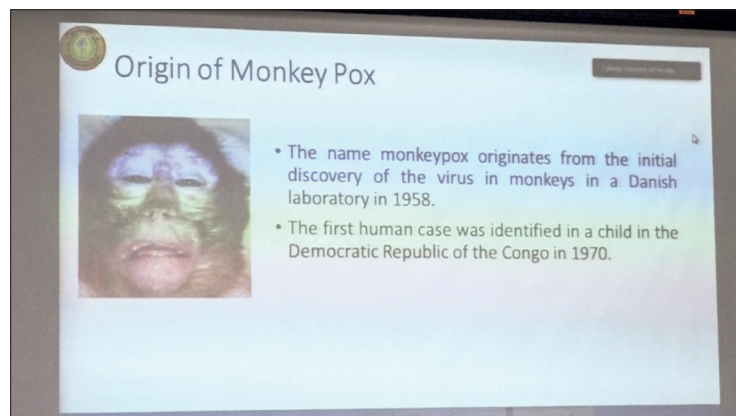 Origin of Monkey Pox
• The name monkeypox originates from the initial
discovery of the virus in monkeys in a Danish
laboratory in 1958.
• The first human case was identified in a child in the
Democratic Republic of the Congo in 1970.